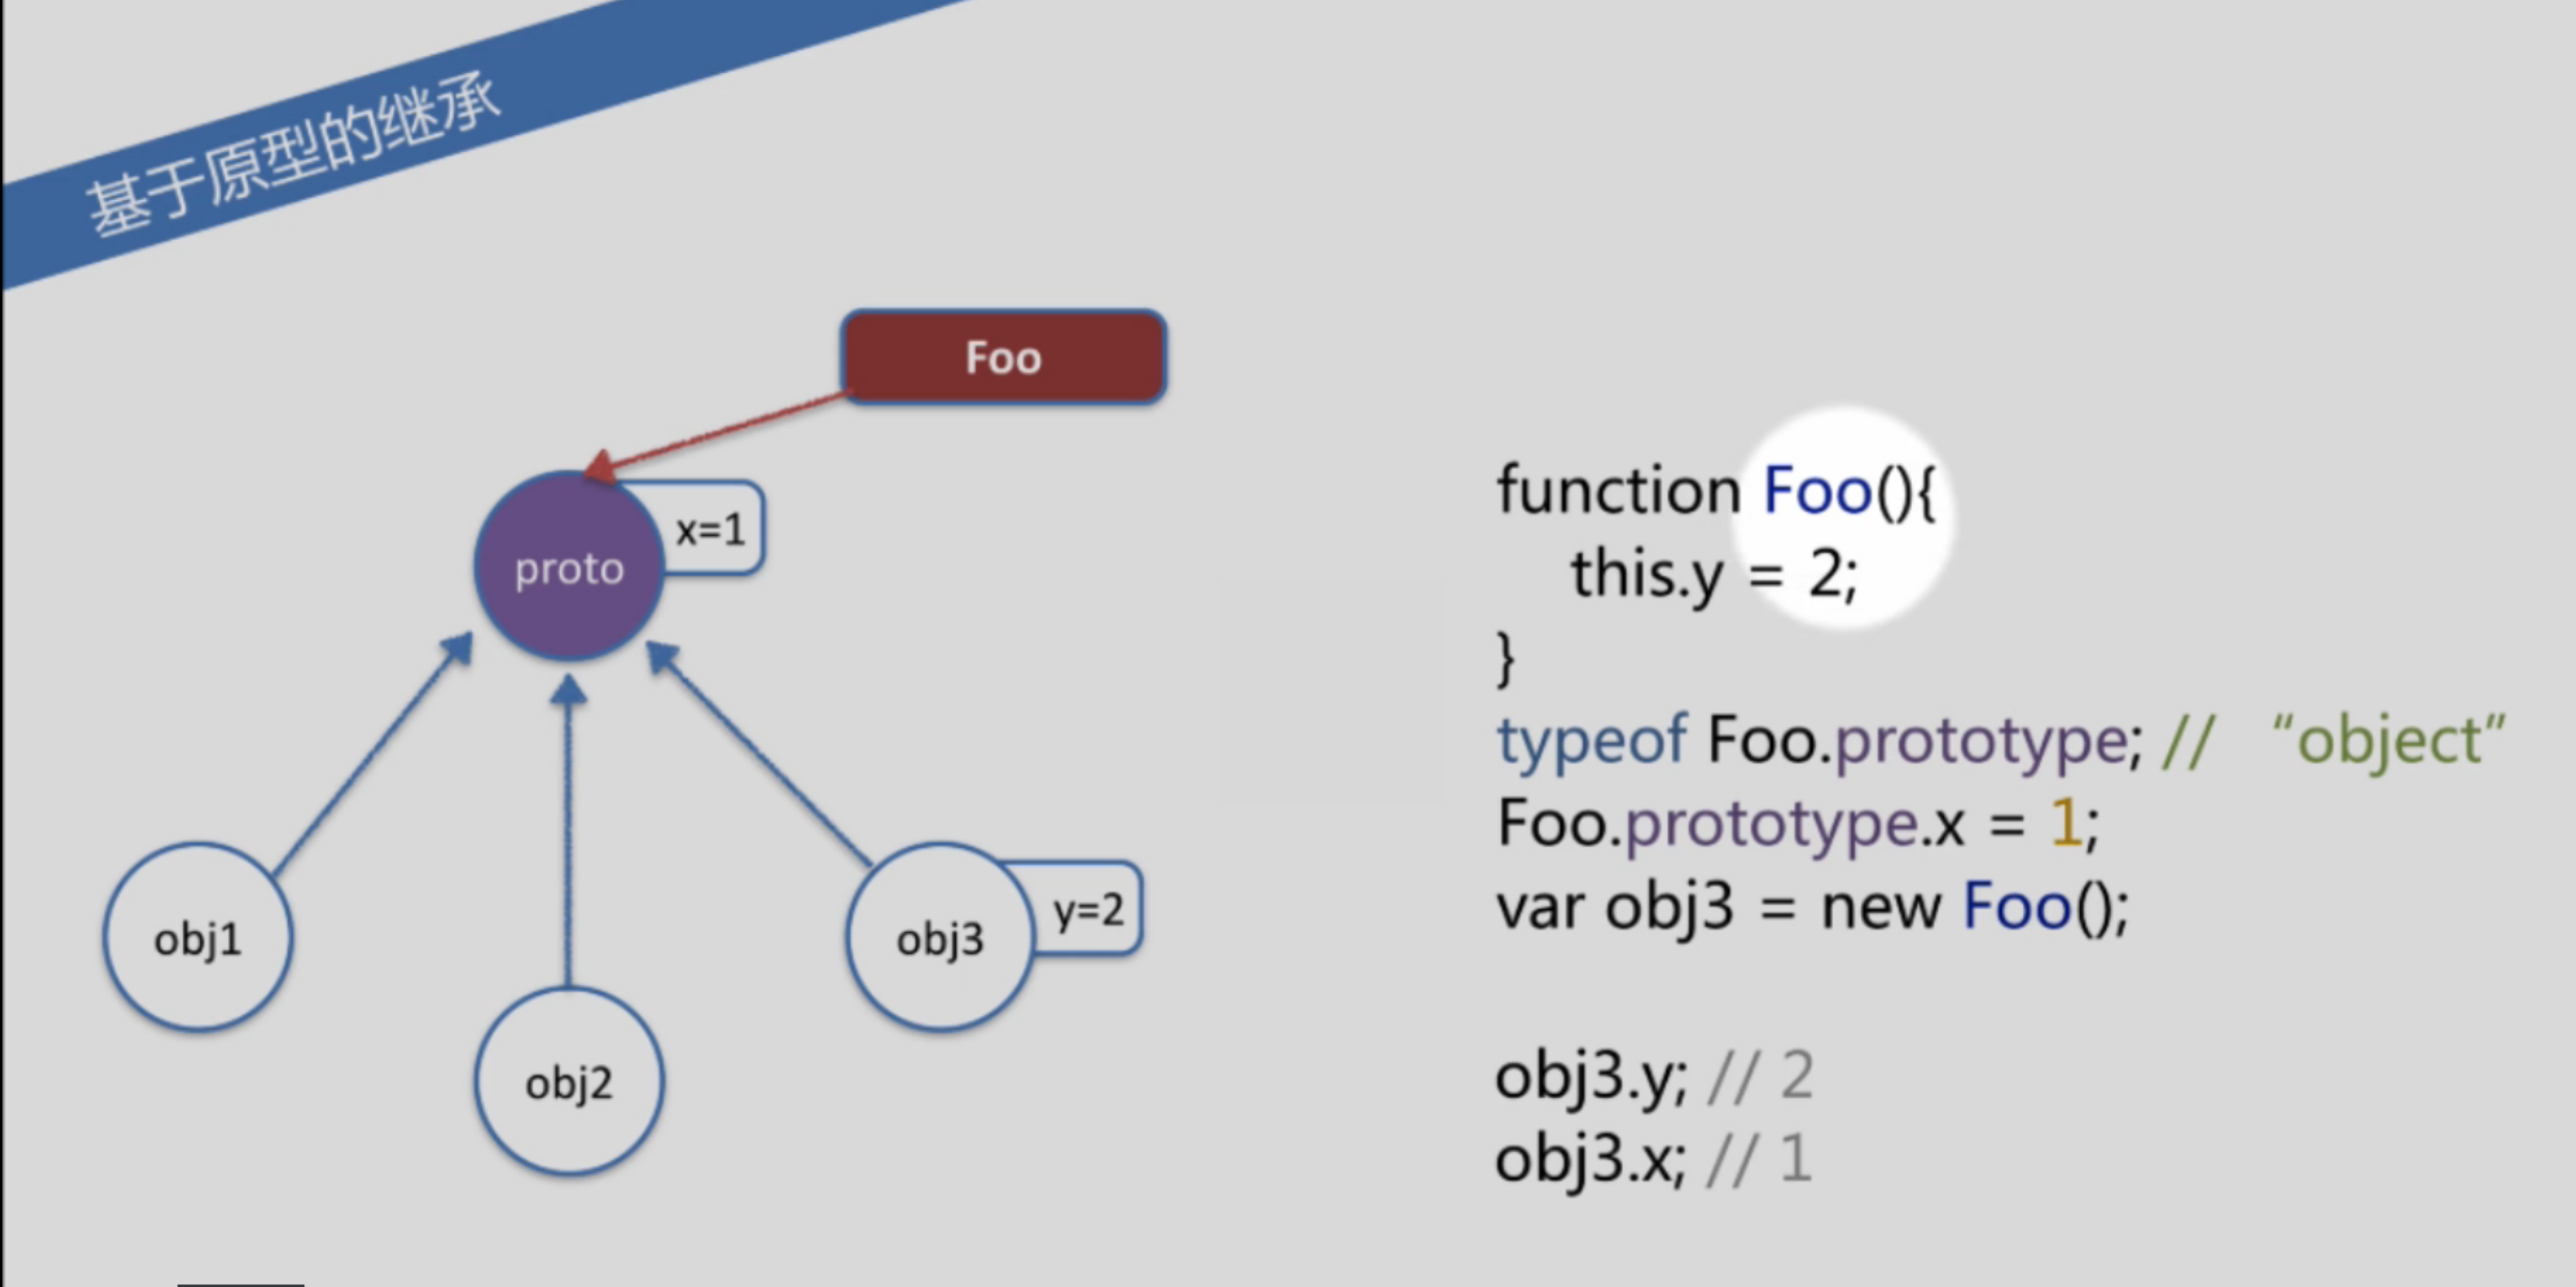 基于原型的继承
Foo
proto
x=1
obj1
obj2
obj3
y=2
function Foo(){
this.y = 2;
}
typeof Foo.prototype; // “object”
Foo.prototype.x = 1;
var obj3 = new Foo();
obj3.y; // 2
obj3.x; // 1